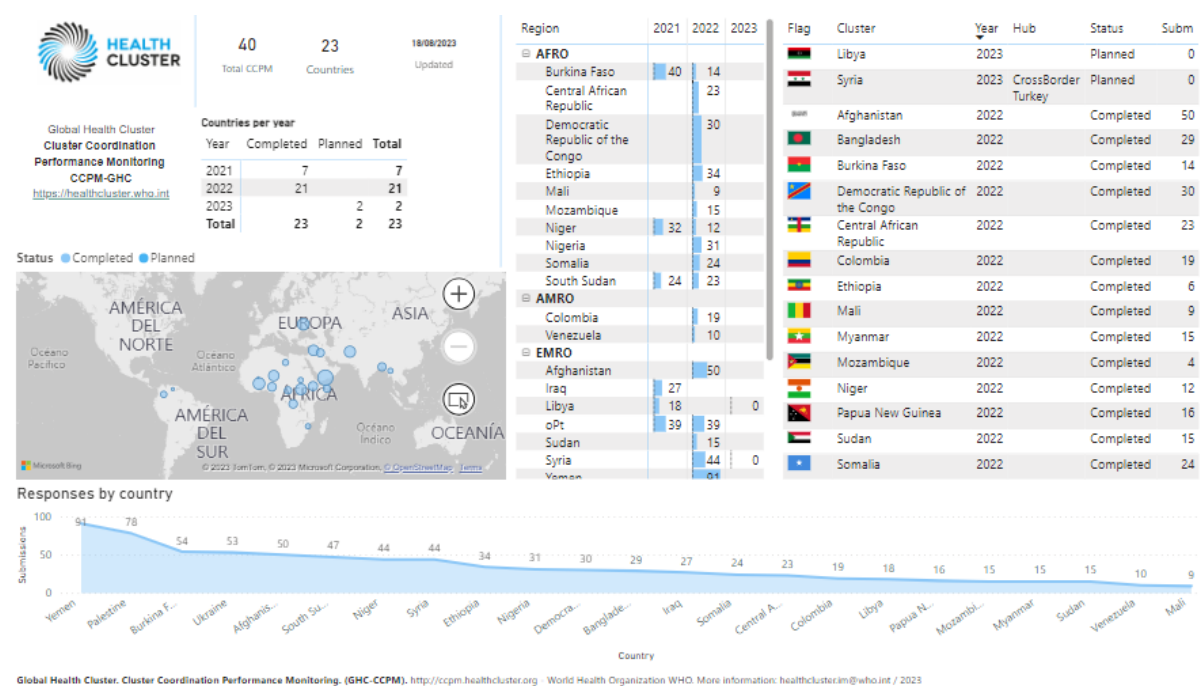 HEALTH
CLUSTER
40
Total CCPM
23
Countries
18/08/2023
Updated
Global Health Cluster
Cluster Coordination
Performance Monitoring
CCPM-GHC
https://healthcluster.who.int
Countries per year
Year Completed Planned Total
2021 7 7
2022 21 21
2023 2 2
Total 23 2 23
Status Completed Planned
AMÉRICA
DEL
NORTE
EUROPA
ASIA
Océano
Pacífico
Océano
Atlántico
ÁFRICA
AMÉRICA
DEL
SUR
Océano
Índico
OCEANÍA
Microsoft Bing
© 2023 TomTom, © 2023 Microsoft Corporation, © OpenStreetMap Terms
Region 2021 2022 2023
AFRO
Burkina Faso 40 14
Central African 23
Republic
Democratic 30
Republic of the
Congo
Ethiopia 34
Mali 9
Mozambique 15
Niger 32 12
Nigeria 31
Somalia 24
South Sudan 24 23
AMRO
Colombia 19
Venezuela 10
EMRO
Afghanistan 50
Iraq 27
Libya 18 0
oPt 39 39
Sudan 15
Syria 44 0
Yemen 91
Flag Cluster Year Hub Status Subm
Libya 2023 Planned 0
Syria 2023 CrossBorder Planned 0
Turkey
Afghanistan 2022 Completed 50
Bangladesh 2022 Completed 29
Burkina Faso 2022 Completed 14
Democratic Republic of 2022 Completed 30
the Congo
Central African 2022 Completed 23
Republic
Colombia 2022 Completed 19
Ethiopia 2022 Completed 6
Mali 2022 Completed 9
Myanmar 2022 Completed 15
Mozambique 2022 Completed 4
Niger 2022 Completed 12
Papua New Guinea 2022 Completed 16
Sudan 2022 Completed 15
Somalia 2022 Completed 24
Responses by country
Submissions
100
50
0
91 78 54 53 50 47 44 44 34 31 30 29 27 24 23 19 18 16 15 15 15 10 9
Yemen Palestine Burkina F... Ukraine Afghanis... South Su... Niger Syria Ethiopia Nigeria Democra... Banglade... Iraq Somalia Central A... Colombia Libya Papua N... Mozambi... Myanmar Sudan Venezuela Mali
Country
Global Health Cluster. Cluster Coordination Performance Monitoring. (GHC-CCPM). http://ccpm.healthcluster.org - World Health Organization WHO. More information: healthcluster.im@who.int / 2023